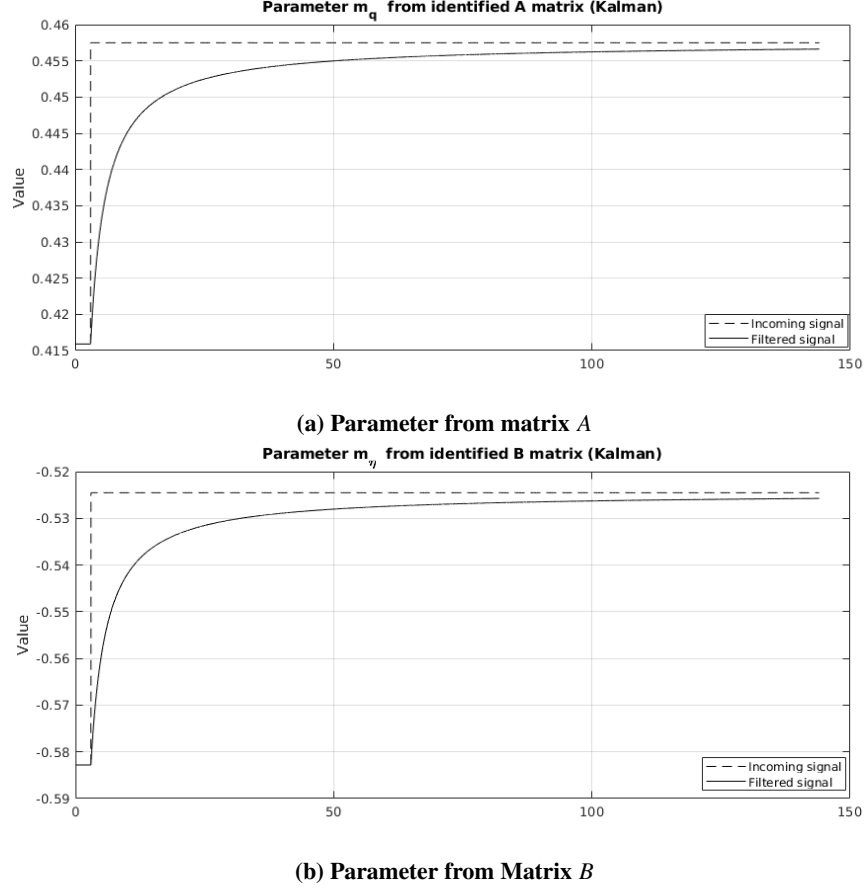 Parameter m_q from identified A matrix (Kalman)
0.46
0.455
0.45
0.445
0.44
0.435
0.43
0.425
0.42
0.415
Value
Incoming signal
Filtered signal
0 50 100 150
(a) Parameter from matrix A
Parameter m_η from identified B matrix (Kalman)
-0.52
-0.53
-0.54
-0.55
-0.56
-0.57
-0.58
-0.59
Value
Incoming signal
Filtered signal
0 50 100 150
(b) Parameter from Matrix B